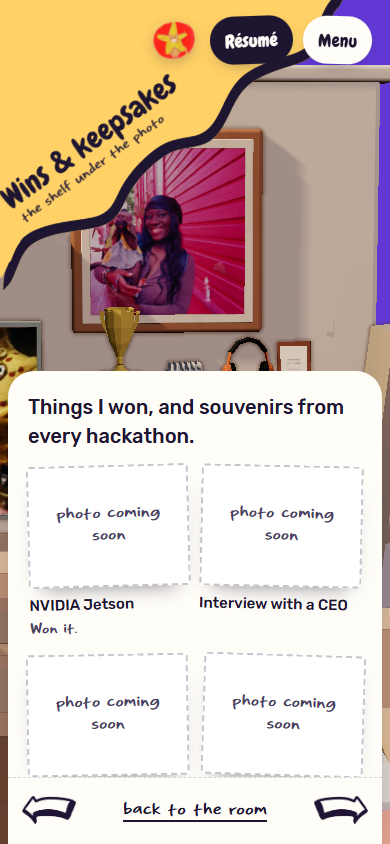 Résumé
Menu
Wins & keepsakes
the shelf under the photo
Things I won, and souvenirs from
every hackathon.
photo coming
soon
photo coming
soon
NVIDIA Jetson
Interview with a CEO
Won it.
photo coming
soon
photo coming
soon
back to the room